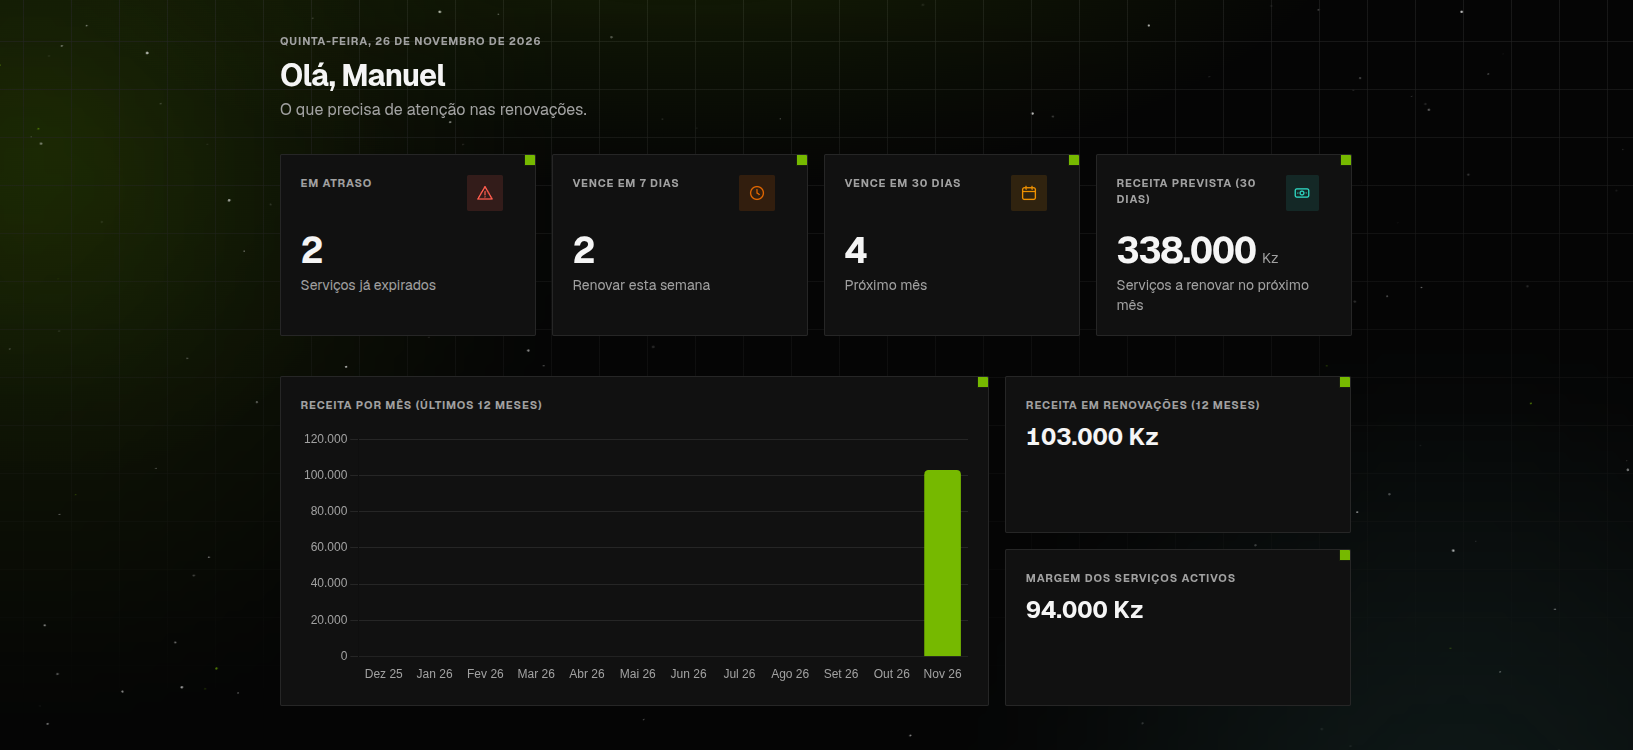 QUINTA-FEIRA, 26 DE NOVEMBRO DE 2026
Olá, Manuel
O que precisa de atenção nas renovações.
EM ATRASO
2
Serviços já expirados
VENCE EM 7 DIAS
2
Renovar esta semana
VENCE EM 30 DIAS
4
Próximo mês
RECEITA PREVISTA (30
DIAS)
338.000 Kz
Serviços a renovar no próximo
mês
RECEITA POR MÊS (ÚLTIMOS 12 MESES)
120.000
100.000
80.000
60.000
40.000
20.000
0
Dez 25 Jan 26 Fev 26 Mar 26 Abr 26 Mai 26 Jun 26 Jul 26 Ago 26 Set 26 Out 26 Nov 26
RECEITA EM RENOVAÇÕES (12 MESES)
103.000 Kz
MARGEM DOS SERVIÇOS ACTIVOS
94.000 Kz